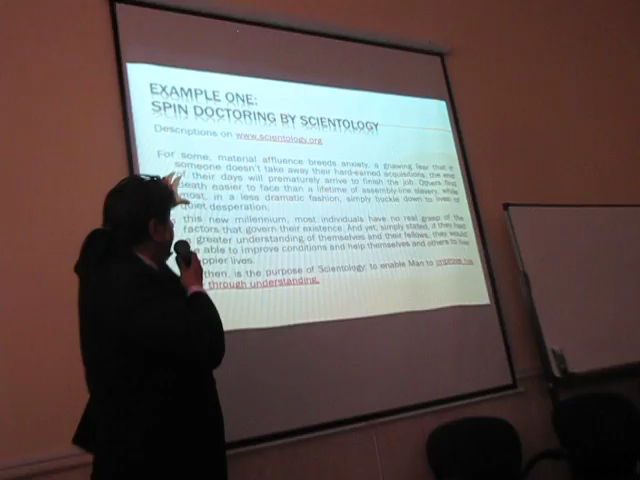 EXAMPLE ONE:
SPIN DOCTORING BY SCIENTOLOGY
Descriptions on www.scientology.org
For some, material affluence breeds anxiety, a gnawing fear that if
someone doesn't take away their hard-earned acquisitions, the end
of their days will prematurely arrive to finish the job. Others find
death easier to face than a lifetime of assembly-line slavery, while
most, in a less dramatic fashion, simply buckle down to lives of
quiet desperation.
this new millennium, most individuals have no real grasp of the
factors that govern their existence. And yet, simply stated, if they had
greater understanding of themselves and their fellows, they would
able to improve conditions and help themselves and others to live
ppier lives.
then, is the purpose of Scientology: to enable Man to improve his
through understanding.